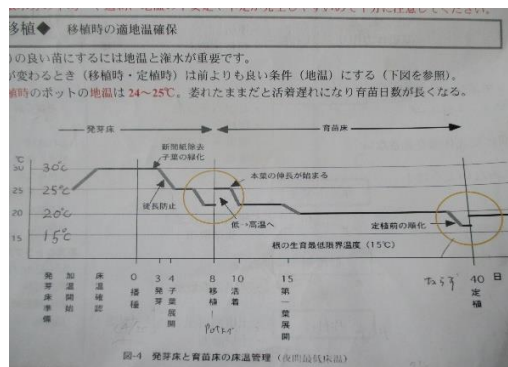 移植◆ 移植時の適地温確保
の良い苗にするには地温と潅水が重要です。
が変わるとき（移植時・定植時）は前よりも良い条件（地温）にする（下図を参照）。
植時のポットの地温は24～25℃。萎れたままだと活着遅れになり育苗日数が長くなる。
発芽床 育苗床
新聞紙除去
子葉の緑化
本葉の伸長が始まる
℃
30 30℃
25 25℃
徒長防止
低→高温へ
定植前の順化
20 20℃
15 15℃
根の生育最低限界温度（15℃）
0 3 4 8 10 15 40 日
発芽床準備
加温開始
床温確認
播種
発芽
子葉展開
移植
活着
第一葉展開
定植
図-4 発芽床と育苗床の床温管理（夜間最低床温）